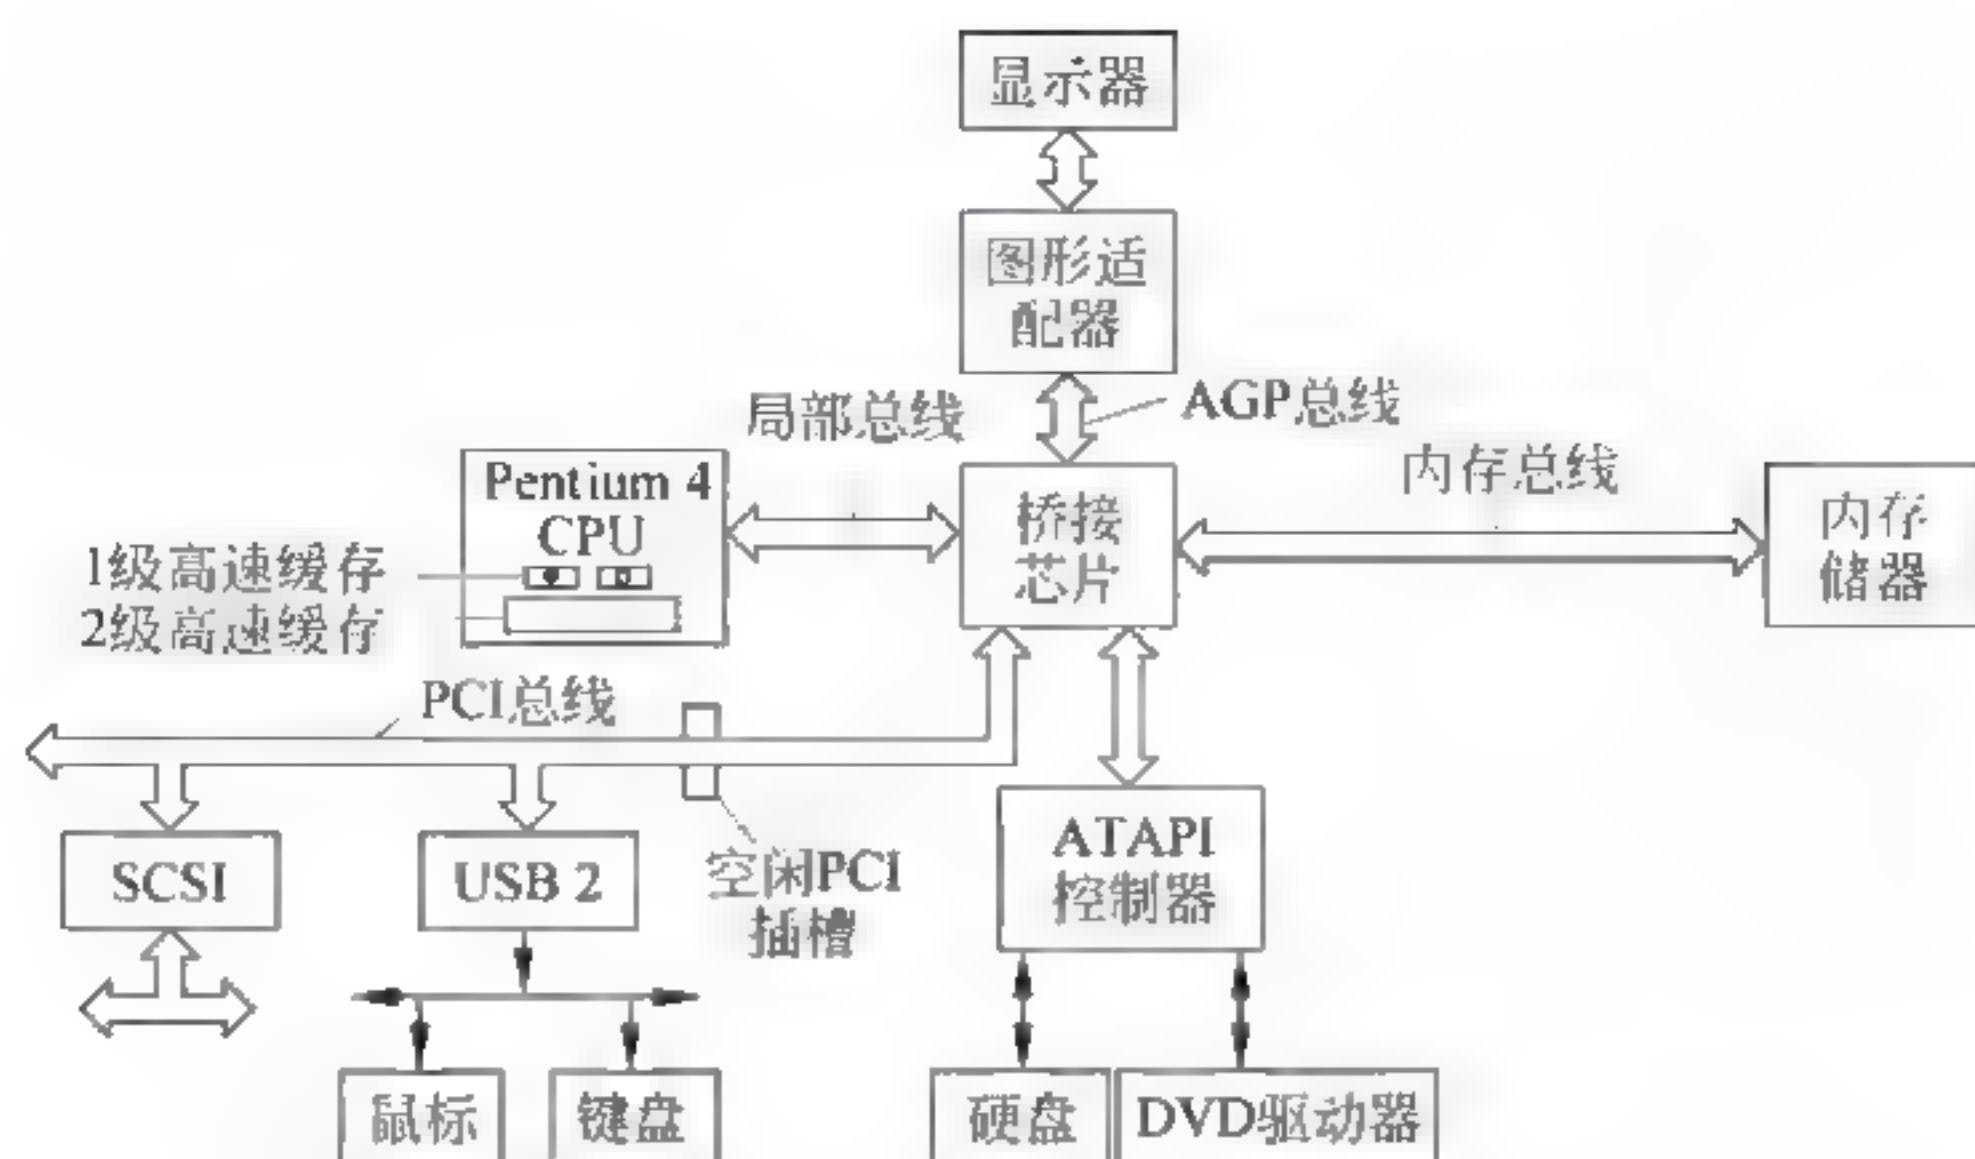 显示器
图形适
配器
局部总线
AGP总线
内存总线
Pentium 4
CPU
桥接
芯片
内存
储器
1级高速缓存
2级高速缓存
PCI总线
SCSI
USB 2
空闲PCI
插槽
ATAPI
控制器
鼠标
键盘
硬盘
DVD驱动器